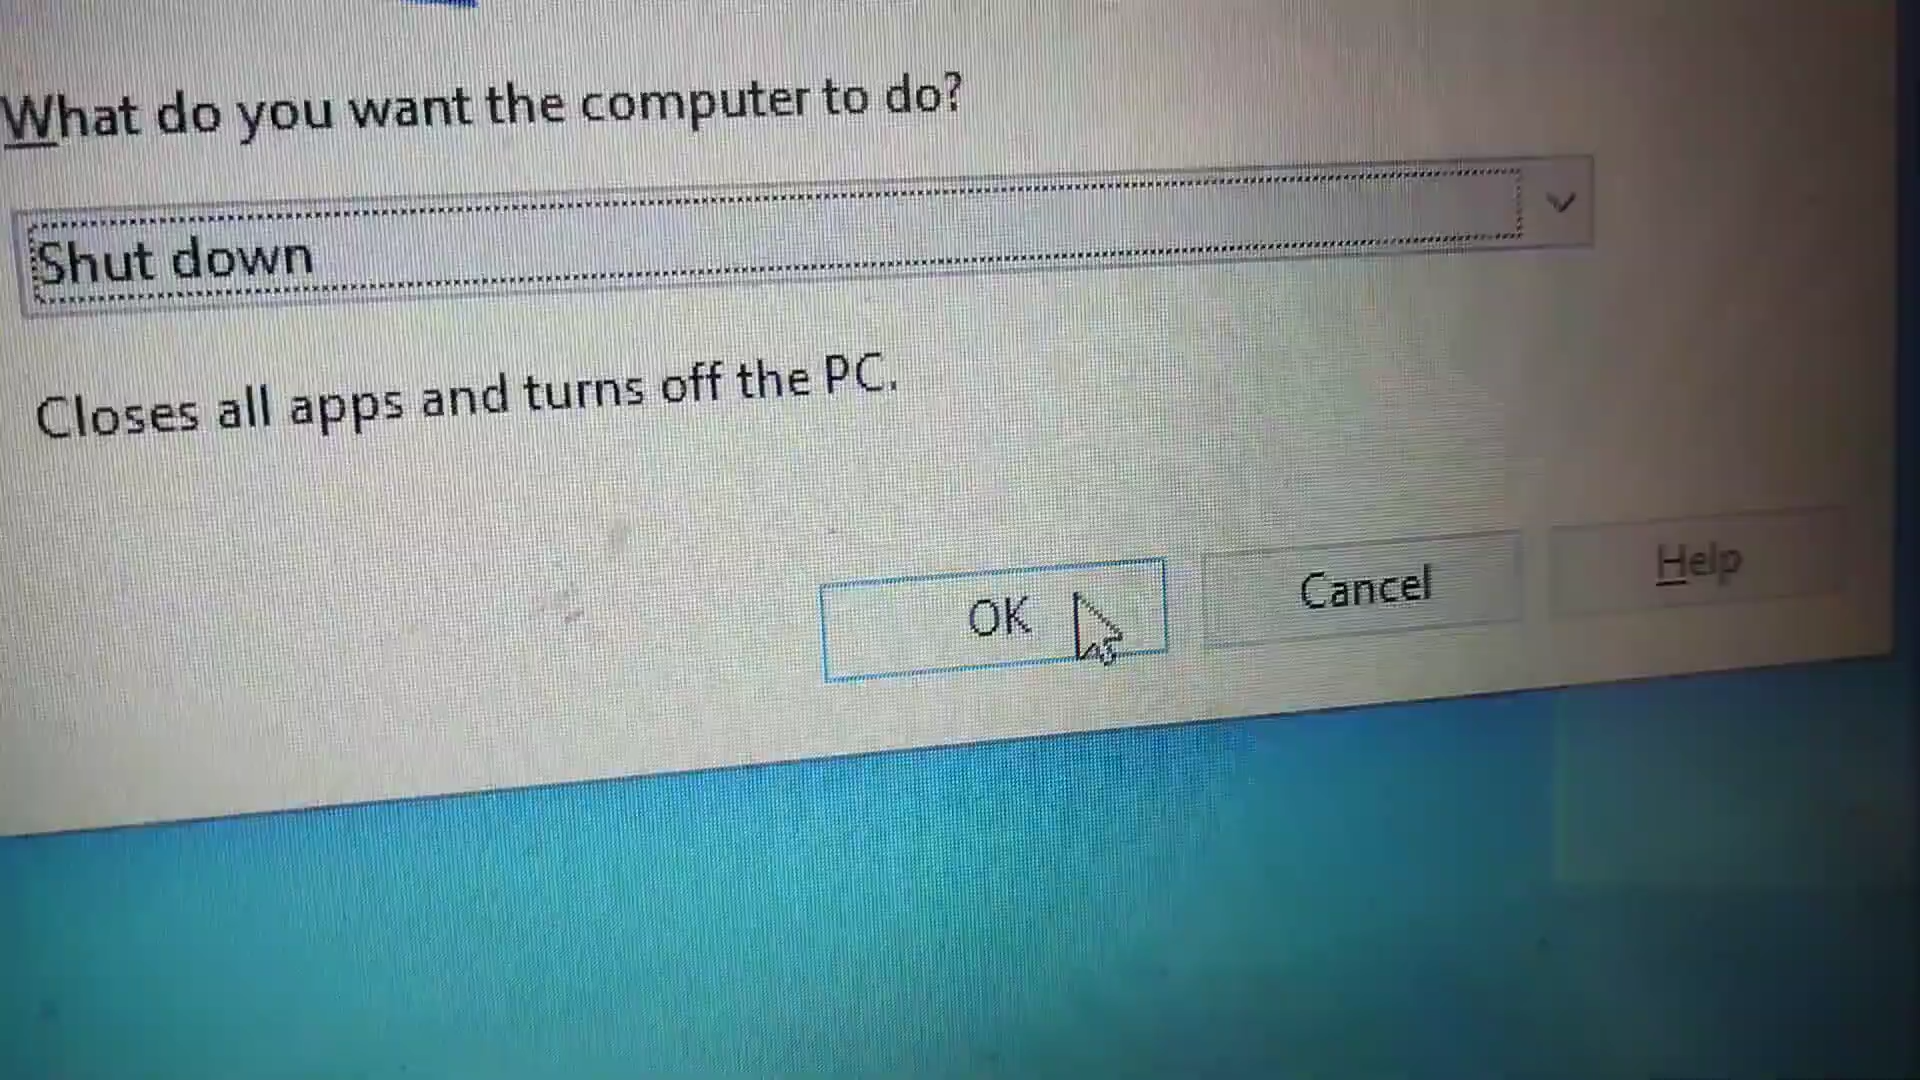 What do you want the computer to do?
Shut down
Closes all apps and turns off the PC.
OK
Cancel
Help